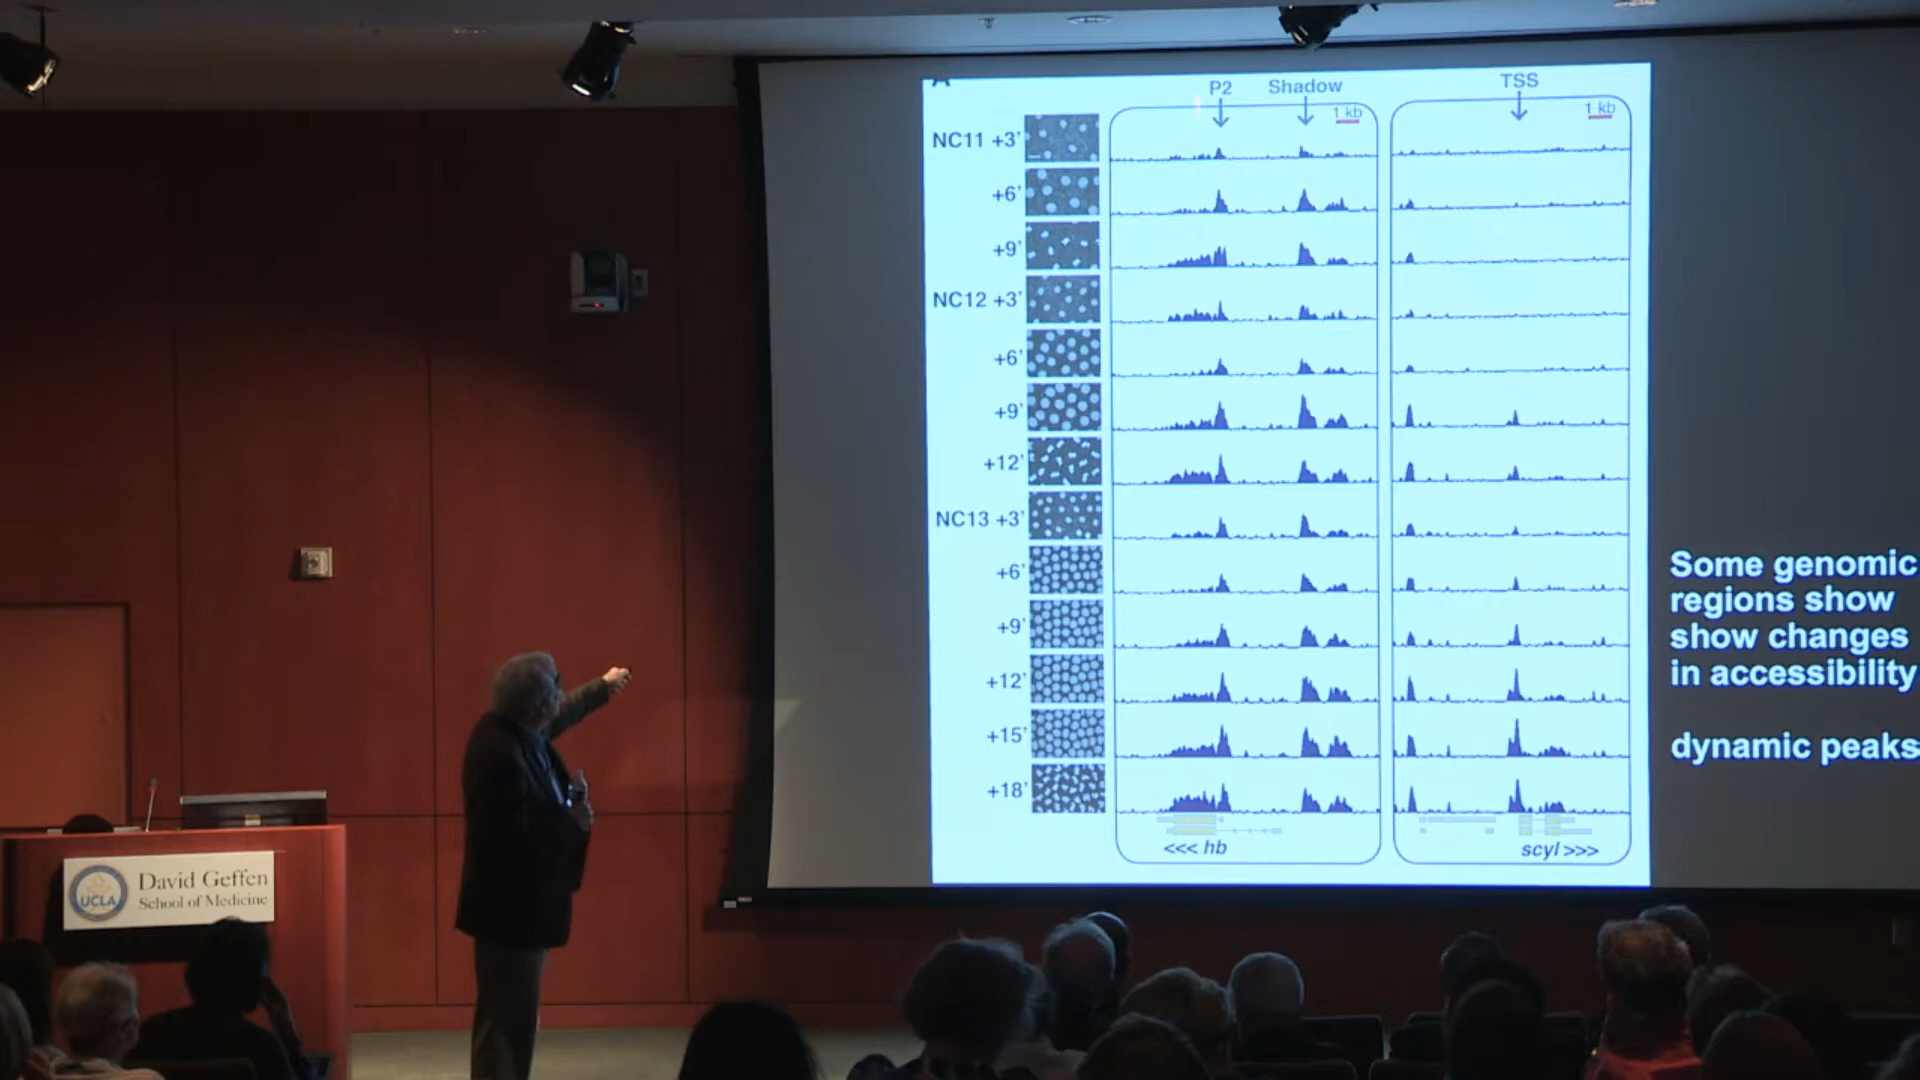 A
P2
Shadow
TSS
1 kb
1 kb
NC11 +3'
+6'
+9'
NC12 +3'
+6'
+9'
+12'
NC13 +3'
+6'
+9'
+12'
+15'
+18'
<<< hb
scyl >>>
Some genomic
regions show
show changes
in accessibility
dynamic peaks
UCLA
David Geffen
School of Medicine